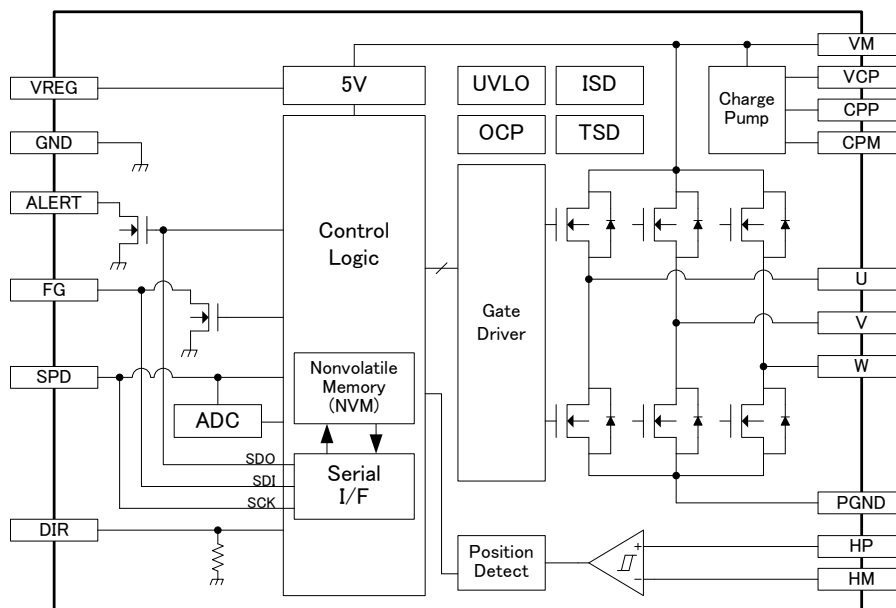 VREG
GND
ALERT
FG
SPD
DIR
5V
Control
Logic
Nonvolatile
Memory
(NVM)
ADC
SDO
SDI
SCK
Serial
I/F
UVLO
ISD
OCP
TSD
Gate
Driver
Position
Detect
+
−
Charge
Pump
VM
VCP
CPP
CPM
U
V
W
PGND
HP
HM